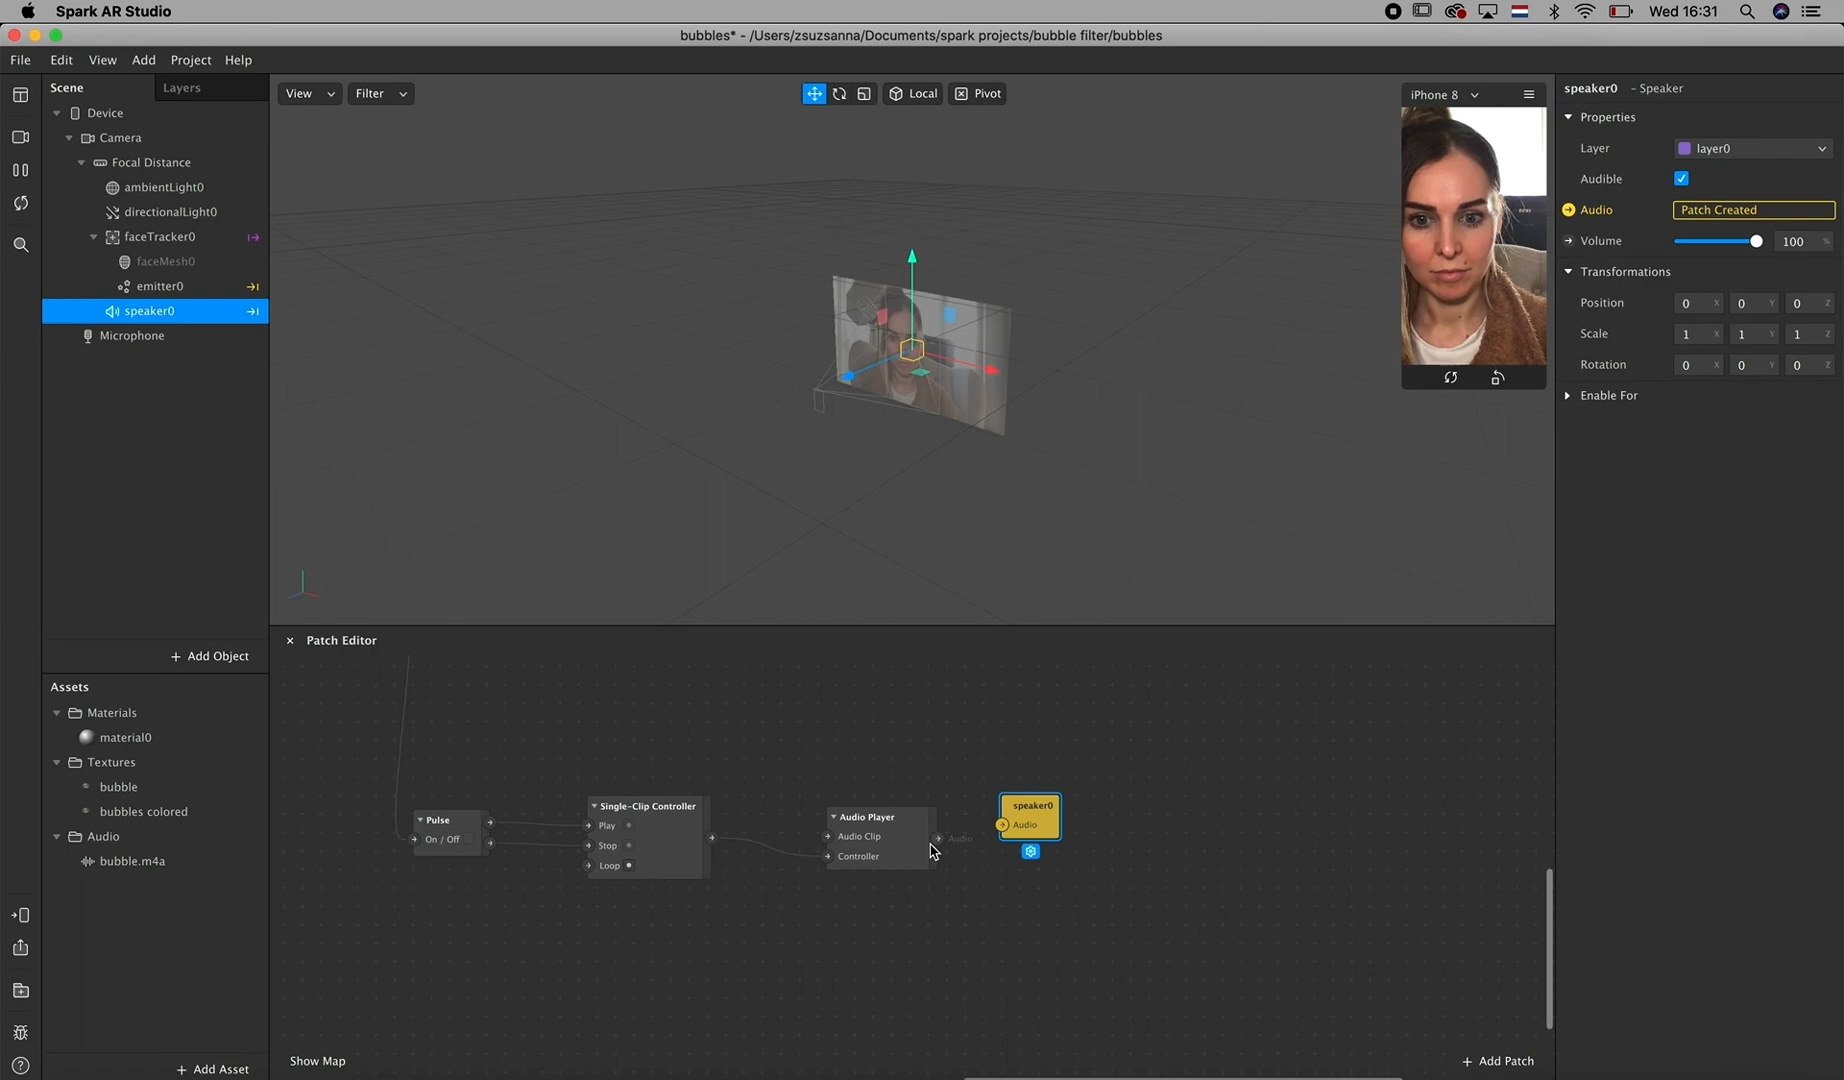 Spark AR Studio
Wed 16:31
bubbles* - /Users/zsuzsanna/Documents/spark projects/bubble filter/bubbles
File Edit View Add Project Help
Scene Layers
Device
Camera
Focal Distance
ambientLight0
directionalLight0
faceTracker0
faceMesh0
emitter0
speaker0
Microphone
+ Add Object
Assets
Materials
material0
Textures
bubble
bubbles colored
Audio
bubble.m4a
+ Add Asset
View Filter
Local Pivot
iPhone 8
Patch Editor
Pulse
On / Off
Single-Clip Controller
Play
Stop
Loop
Audio Player
Audio Clip
Controller
Audio
speaker0
Audio
Show Map
+ Add Patch
speaker0 - Speaker
Properties
Layer layer0
Audible
Audio Patch Created
Volume 100 %
Transformations
Position 0 X 0 Y 0 Z
Scale 1 X 1 Y 1 Z
Rotation 0 X 0 Y 0 Z
Enable For